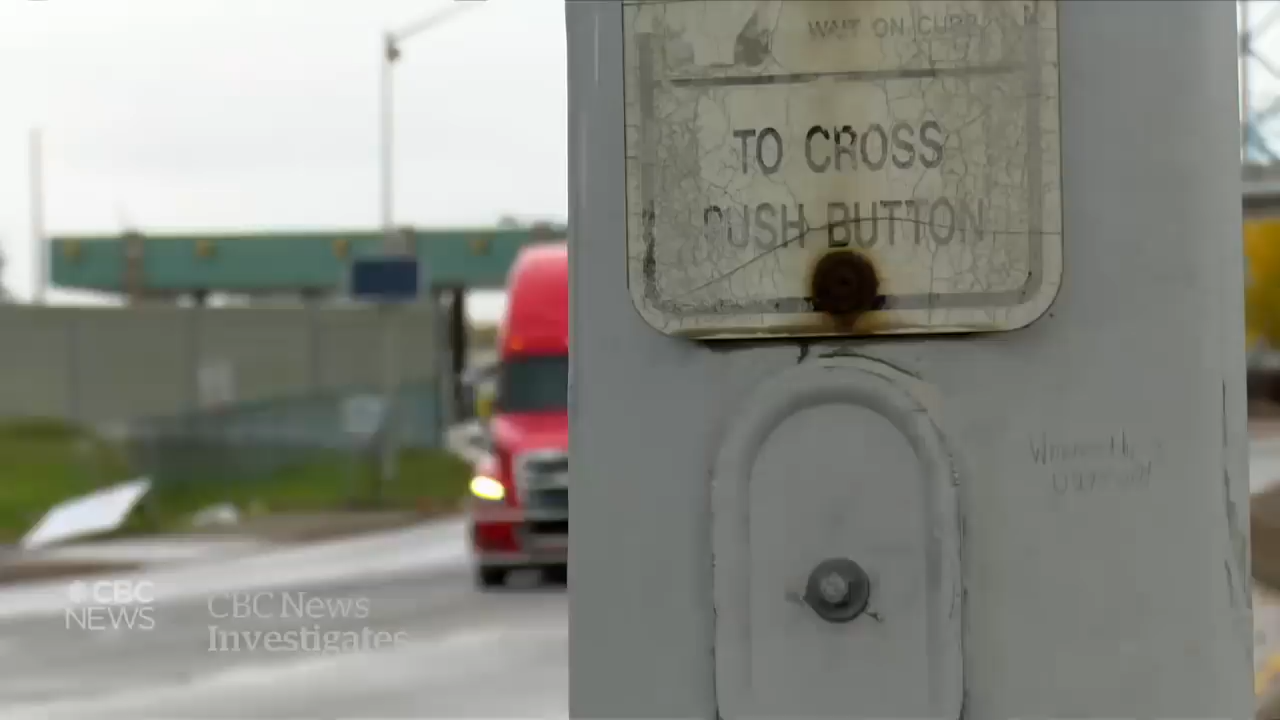 WAIT ON CURB
TO CROSS
PUSH BUTTON
CBC
NEWS
CBC News
Investigates